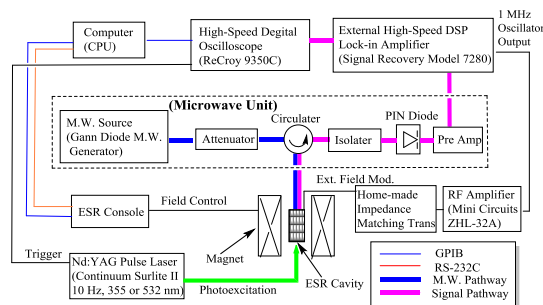 Computer
(CPU)
High-Speed Degital
Oscilloscope
(ReCroy 9350C)
External High-Speed DSP
Lock-in Amplifier
(Signal Recovery Model 7280)
1 MHz
Oscillator
Output
(Microwave Unit)
M.W. Source
(Gann Diode M.W.
Generator)
Attenuator
Circulater
Isolater
PIN Diode
Pre Amp
Ext. Field Mod.
Home-made
Impedance
Matching Trans
RF Amplifier
(Mini Circuits
ZHL-32A)
ESR Console
Field Control
Magnet
ESR Cavity
Trigger
Nd:YAG Pulse Laser
(Continuum Surlite II
10 Hz, 355 or 532 nm)
Photoexcitation
GPIB
RS-232C
M.W. Pathway
Signal Pathway